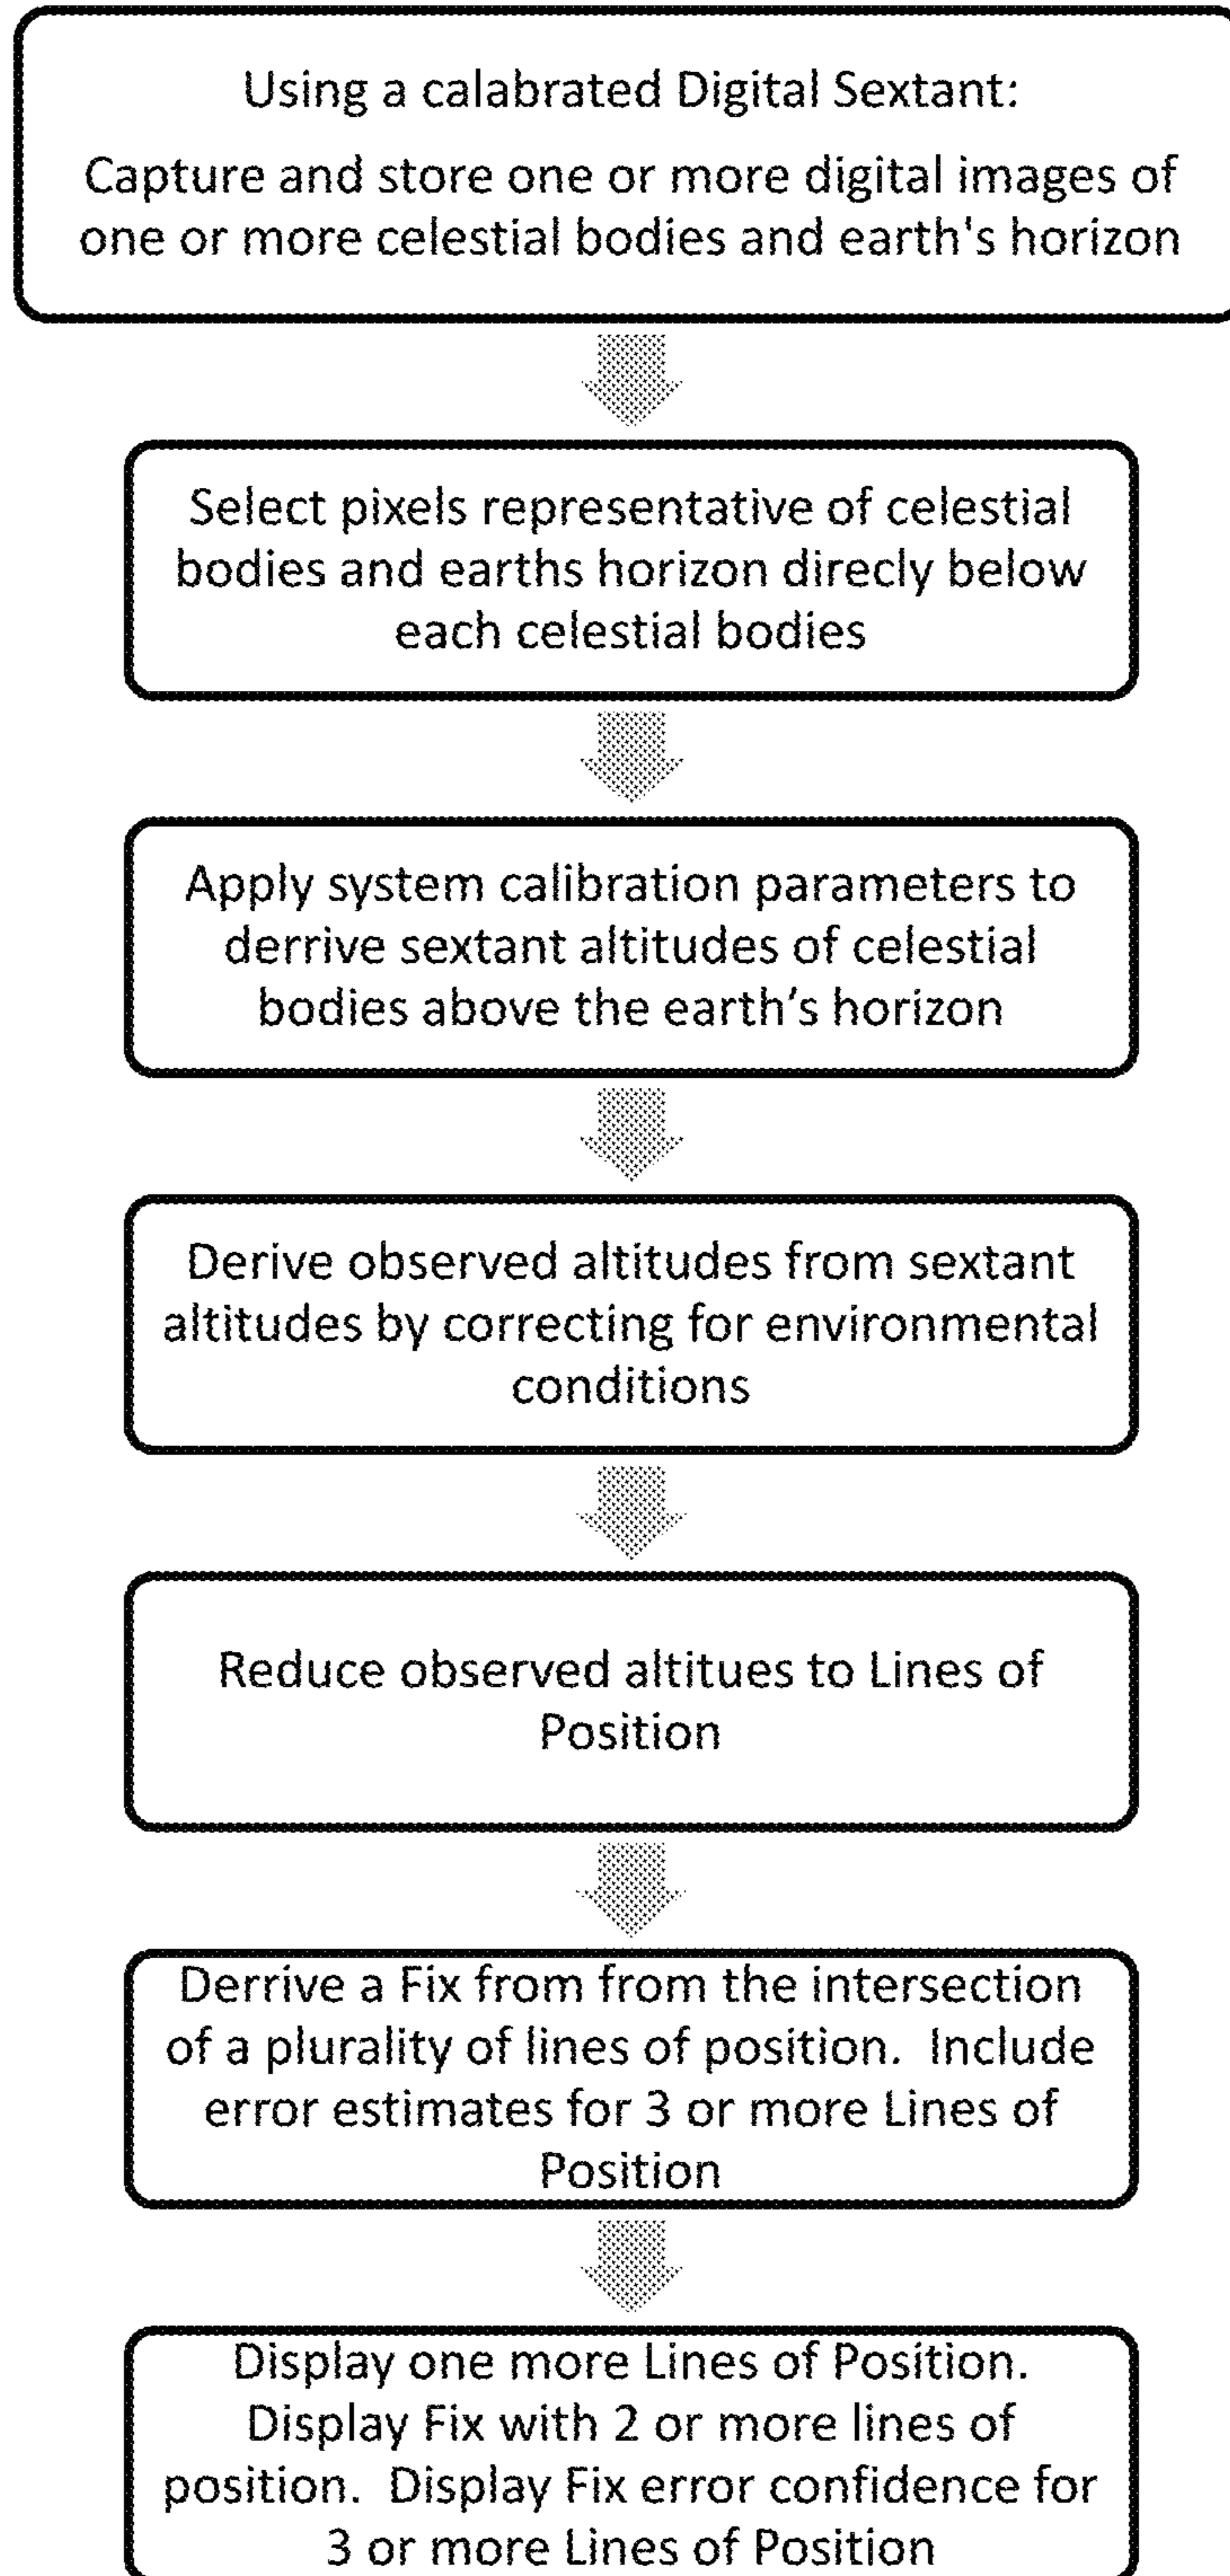 Using a calabrated Digital Sextant:
Capture and store one or more digital images of
one or more celestial bodies and earth's horizon
Select pixels representative of celestial
bodies and earths horizon direcly below
each celestial bodies
Apply system calibration parameters to
derrive sextant altitudes of celestial
bodies above the earth’s horizon
Derive observed altitudes from sextant
altitudes by correcting for environmental
conditions
Reduce observed altitues to Lines of
Position
Derrive a Fix from from the intersection
of a plurality of lines of position.  Include
error estimates for 3 or more Lines of
Position
Display one more Lines of Position.
Display Fix with 2 or more lines of
position.  Display Fix error confidence for
3 or more Lines of Position